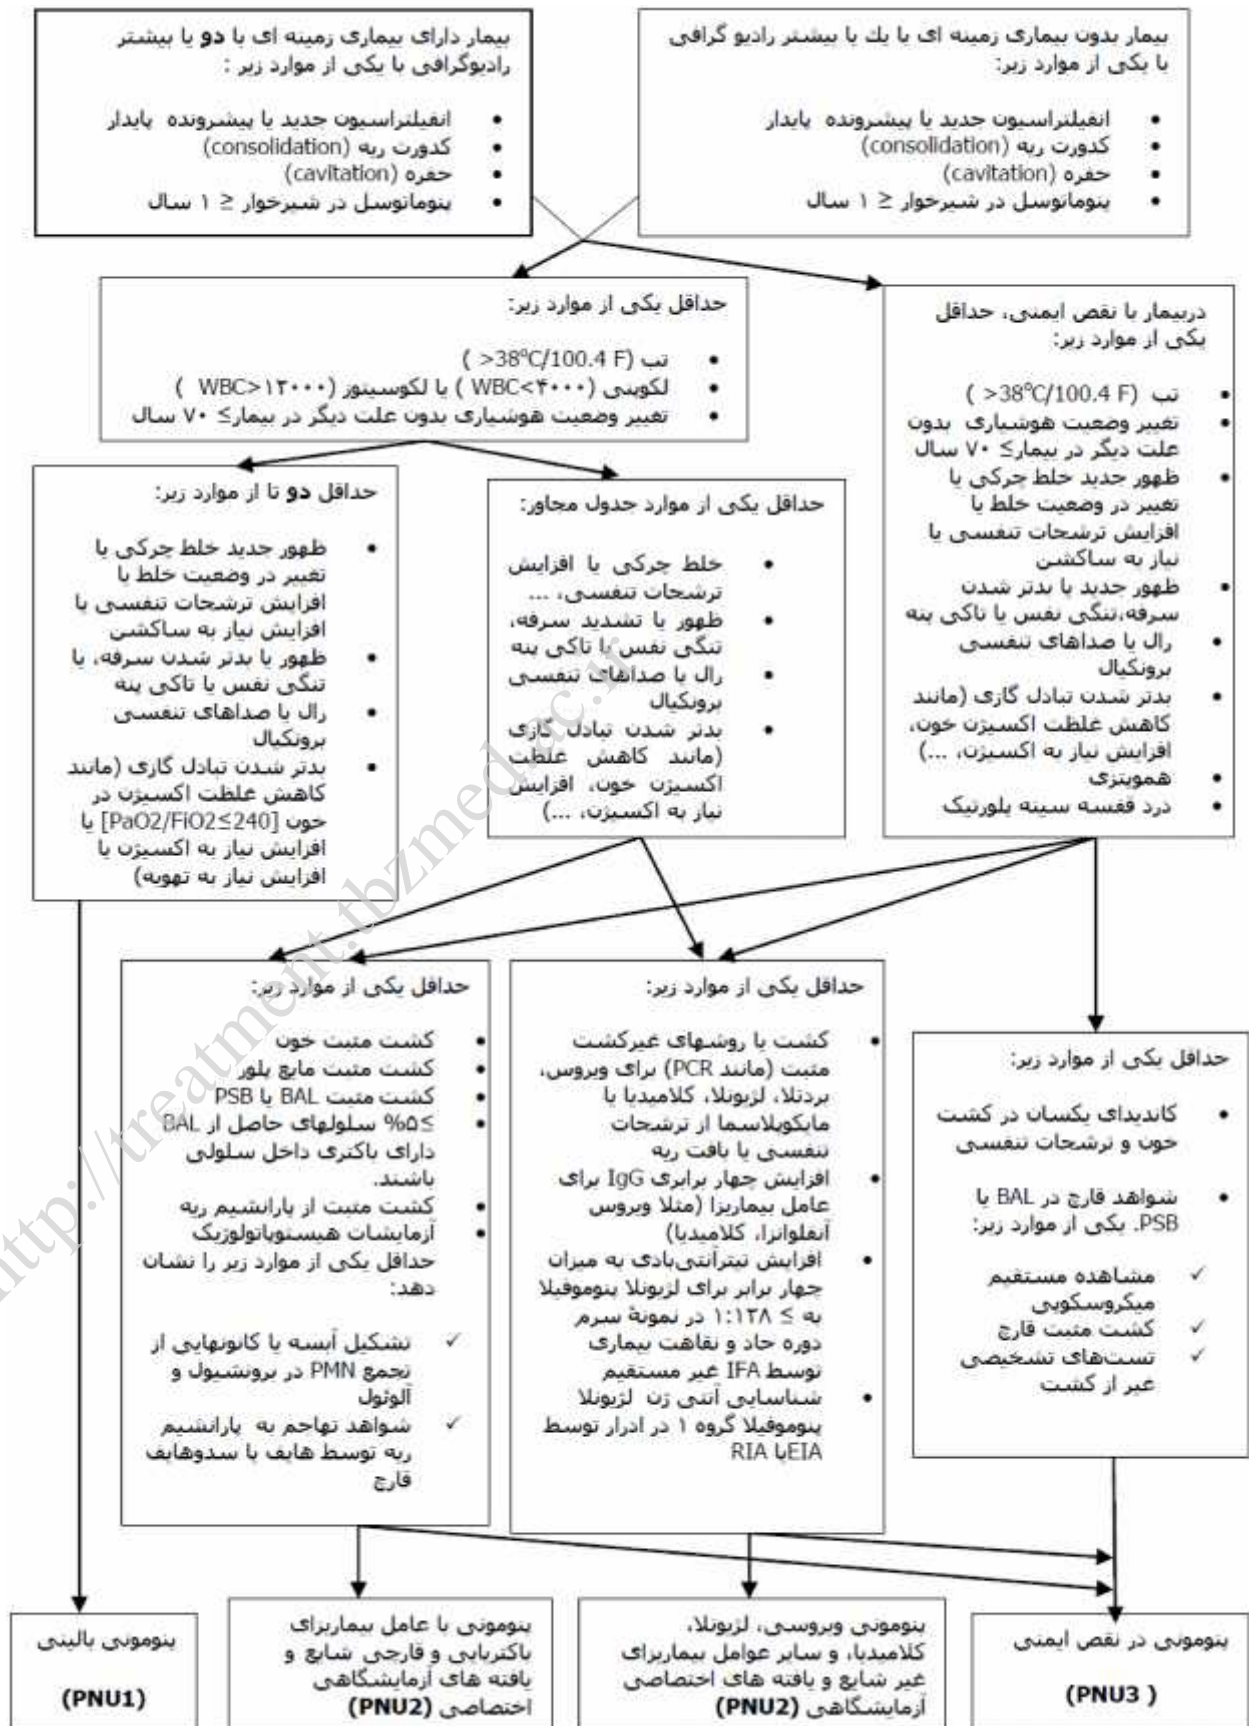 بیمار بدون بیماری زمینه ای با یك یا بیشتر رادیو گرافی
با یکی از موارد زیر:
• انفیلتراسیون جدید یا پیشرونده پایدار
• کدورت ریه (consolidation)
• حفره (cavitation)
• پنوماتوسل در شیرخوار ≤ ۱ سال
بیمار دارای بیماری زمینه ای با دو یا بیشتر
رادیوگرافی با یکی از موارد زیر :
• انفیلتراسیون جدید یا پیشرونده پایدار
• کدورت ریه (consolidation)
• حفره (cavitation)
• پنوماتوسل در شیرخوار ≤ ۱ سال
دربیمار با نقص ایمنی، حداقل
یکی از موارد زیر:
• تب (>38°C/100.4 F )
• تغییر وضعیت هوشیاری بدون
علت دیگر در بیمار≥ ۷۰ سال
• ظهور جدید خلط چرکی یا
تغییر در وضعیت خلط یا
افزایش ترشحات تنفسی یا
نیاز به ساکشن
• ظهور جدید یا بدتر شدن
سرفه،تنگی نفس یا تاکی پنه
• رال یا صداهای تنفسی
برونکیال
• بدتر شدن تبادل گازی (مانند
کاهش غلظت اکسیژن خون،
افزایش نیاز به اکسیژن، ...)
• هموپتزی
• درد قفسه سینه پلورتیک
حداقل یکی از موارد زیر:
• تب (>38°C/100.4 F )
• لکوپنی (WBC<۴۰۰۰ ) یا لکوسیتوز (WBC>۱۲۰۰۰ )
• تغییر وضعیت هوشیاری بدون علت دیگر در بیمار≥ ۷۰ سال
حداقل یکی از موارد جدول مجاور:
• خلط چرکی یا افزایش
ترشحات تنفسی، ...
• ظهور یا تشدید سرفه،
تنگی نفس یا تاکی پنه
• رال یا صداهای تنفسی
برونکیال
• بدتر شدن تبادل گازی
(مانند کاهش غلظت
اکسیژن خون، افزایش
نیاز به اکسیژن، ...)
حداقل دو تا از موارد زیر:
• ظهور جدید خلط چرکی یا
تغییر در وضعیت خلط یا
افزایش ترشحات تنفسی یا
افزایش نیاز به ساکشن
• ظهور یا بدتر شدن سرفه، یا
تنگی نفس یا تاکی پنه
• رال یا صداهای تنفسی
برونکیال
• بدتر شدن تبادل گازی (مانند
کاهش غلظت اکسیژن در
خون [PaO2/FiO2≤240] یا
افزایش نیاز به اکسیژن یا
افزایش نیاز به تهویه)
حداقل یکی از موارد زیر:
• کاندیدای یکسان در کشت
خون و ترشحات تنفسی
• شواهد قارچ در BAL یا
PSB. یکی از موارد زیر:
✓ مشاهده مستقیم
میکروسکوپی
✓ کشت مثبت قارچ
✓ تست‌های تشخیصی
غیر از کشت
حداقل یکی از موارد زیر:
• کشت یا روشهای غیرکشت
مثبت (مانند PCR) برای ویروس،
بردتلا، لژیونلا، کلامیدیا یا
مایکوپلاسما از ترشحات
تنفسی یا بافت ریه
• افزایش چهار برابری IgG برای
عامل بیماریزا (مثلا ویروس
آنفلوانزا، کلامیدیا)
• افزایش تیترآنتی‌بادی به میزان
چهار برابر برای لژیونلا پنوموفیلا
به ≥ ۱:۱۲۸ در نمونهٔ سرم
دوره حاد و نقاهت بیماری
توسط IFA غیر مستقیم
• شناسایی آنتی ژن لژیونلا
پنوموفیلا گروه ۱ در ادرار توسط
EIAیا RIA
حداقل یکی از موارد زیر:
• کشت مثبت خون
• کشت مثبت مایع پلور
• کشت مثبت BAL یا PSB
• ≥۵% سلولهای حاصل از BAL
دارای باکتری داخل سلولی
باشند.
• کشت مثبت از پارانشیم ریه
• آزمایشات هیستوپاتولوژیک
حداقل یکی از موارد زیر را نشان
دهد:
✓ تشکیل آبسه یا کانونهایی از
تجمع PMN در برونشیول و
آلوئول
✓ شواهد تهاجم به پارانشیم
ریه توسط هایف یا سدوهایف
قارچ
پنومونی در نقص ایمنی
(PNU3 )
پنومونی ویروسی، لژیونلا،
کلامیدیا، و سایر عوامل بیماریزای
غیر شایع و یافته های اختصاصی
آزمایشگاهی (PNU2)
پنومونی با عامل بیماریزای
باکتریایی و قارچی شایع و
یافته های آزمایشگاهی
اختصاصی (PNU2)
پنومونی بالینی
(PNU1)
http://treatment.tbzmed.ac.ir